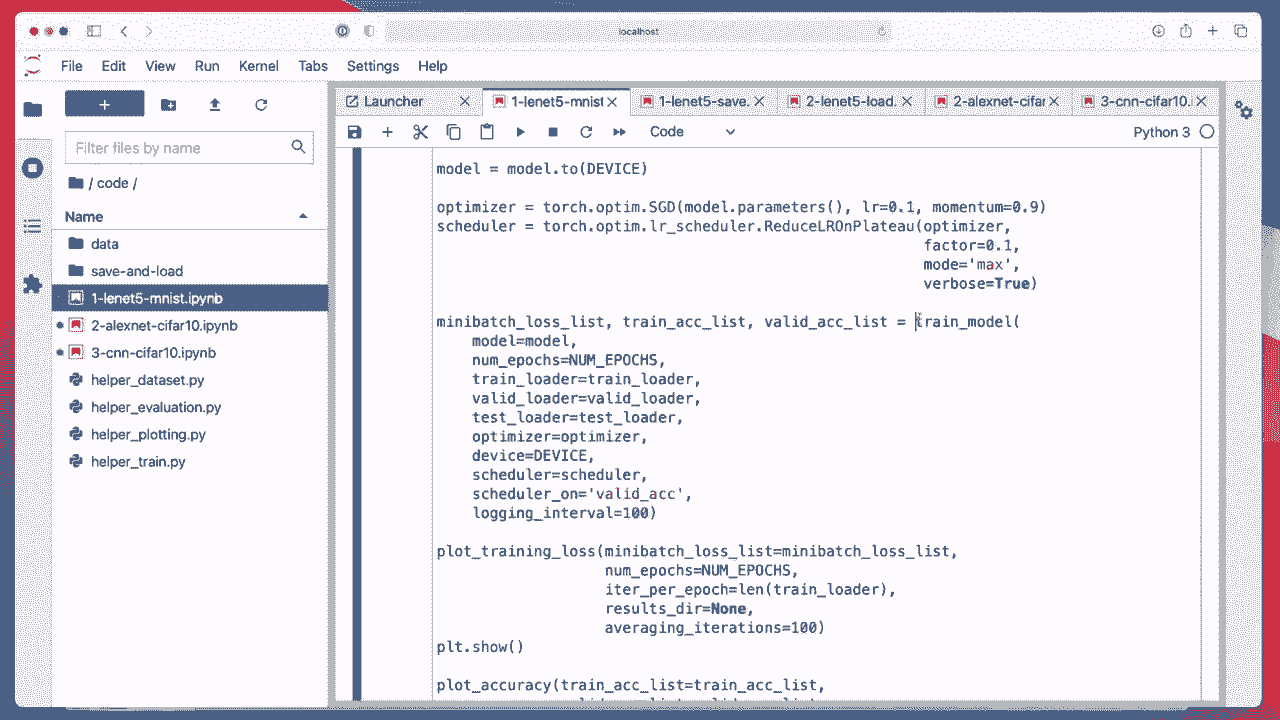 localhost
File Edit View Run Kernel Tabs Settings Help
Launcher 1-lenet5-mnist 1-lenet5-save. 2-lenet5-load. 2-alexnet-cifar 3-cnn-cifar10.
Code Python 3
Filter files by name
/ code /
Name
data
save-and-load
1-lenet5-mnist.ipynb
2-alexnet-cifar10.ipynb
3-cnn-cifar10.ipynb
helper_dataset.py
helper_evaluation.py
helper_plotting.py
helper_train.py
model = model.to(DEVICE)
optimizer = torch.optim.SGD(model.parameters(), lr=0.1, momentum=0.9)
scheduler = torch.optim.lr_scheduler.ReduceLROnPlateau(optimizer,
factor=0.1,
mode='max',
verbose=True)
minibatch_loss_list, train_acc_list, valid_acc_list = train_model(
model=model,
num_epochs=NUM_EPOCHS,
train_loader=train_loader,
valid_loader=valid_loader,
test_loader=test_loader,
optimizer=optimizer,
device=DEVICE,
scheduler=scheduler,
scheduler_on='valid_acc',
logging_interval=100)
plot_training_loss(minibatch_loss_list=minibatch_loss_list,
num_epochs=NUM_EPOCHS,
iter_per_epoch=len(train_loader),
results_dir=None,
averaging_iterations=100)
plt.show()
plot_accuracy(train_acc_list=train_acc_list,